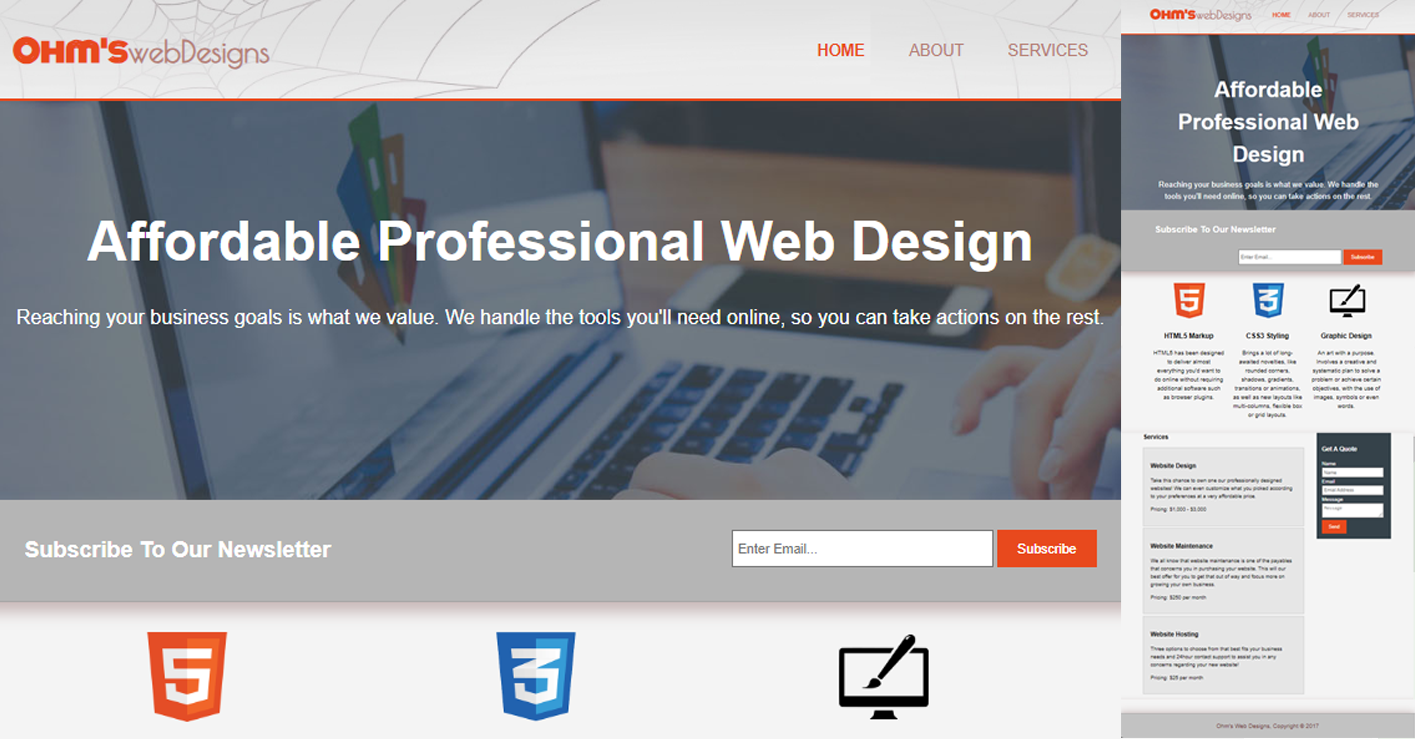 OHM'SwebDesigns
HOME ABOUT SERVICES
Affordable Professional Web Design
Reaching your business goals is what we value. We handle the tools you'll need online, so you can take actions on the rest.
Subscribe To Our Newsletter
Enter Email...
Subscribe
5
3
OHM'SwebDesigns
HOME ABOUT SERVICES
Affordable
Professional Web
Design
Reaching your business goals is what we value. We handle the
tools you'll need online, so you can take actions on the rest.
Subscribe To Our Newsletter
Enter Email...
Subscribe
5
3
HTML5 Markup
HTML5 has been designed
to deliver almost
everything you'd want to
do online without requiring
additional software such
as browser plugins.
CSS3 Styling
Brings a lot of long-
awaited novelties, like
rounded corners,
shadows, gradients,
transitions or animations,
as well as new layouts like
multi-columns, flexible box
or grid layouts.
Graphic Design
An art with a purpose.
Involves a creative and
systematic plan to solve a
problem or achieve certain
objectives, with the use of
images, symbols or even
words.
Services
Website Design
Take this chance to own one our professionally designed
websites! We can even customize what you picked according
to your preferences at a very affordable price.
Pricing: $1,000 - $3,000
Website Maintenance
We all know that website maintenance is one of the payables
that concerns you in purchasing your website. This will our
best offer for you to get that out of way and focus more on
growing your own business.
Pricing: $250 per month
Website Hosting
Three options to choose from that best fits your business
needs and 24hour contact support to assist you in any
concerns regarding your new website!
Pricing: $25 per month
Get A Quote
Name
Name
Email
Email Address
Message
Message
Send
Ohm's Web Designs, Copyright © 2017